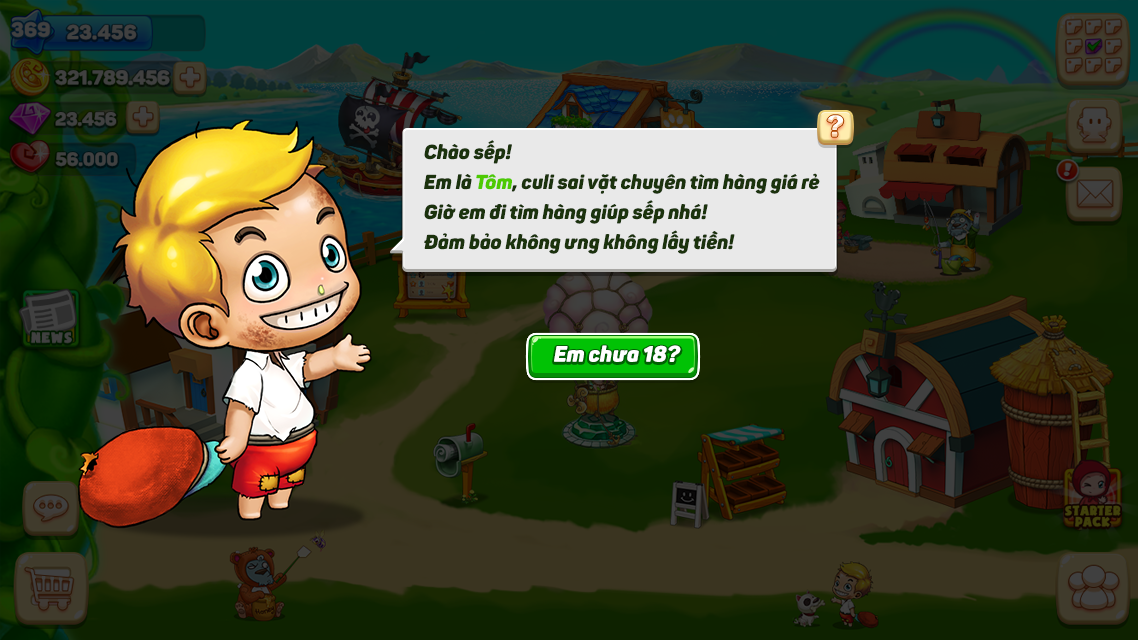 369
23.456
321.789.456
23.456
56.000
Chào sếp!
Em là Tôm, culi sai vặt chuyên tìm hàng giá rẻ
Giờ em đi tìm hàng giúp sếp nhá!
Đảm bảo không ưng không lấy tiền!
?
!
NEWS
Em chưa 18?
STARTER
PACK